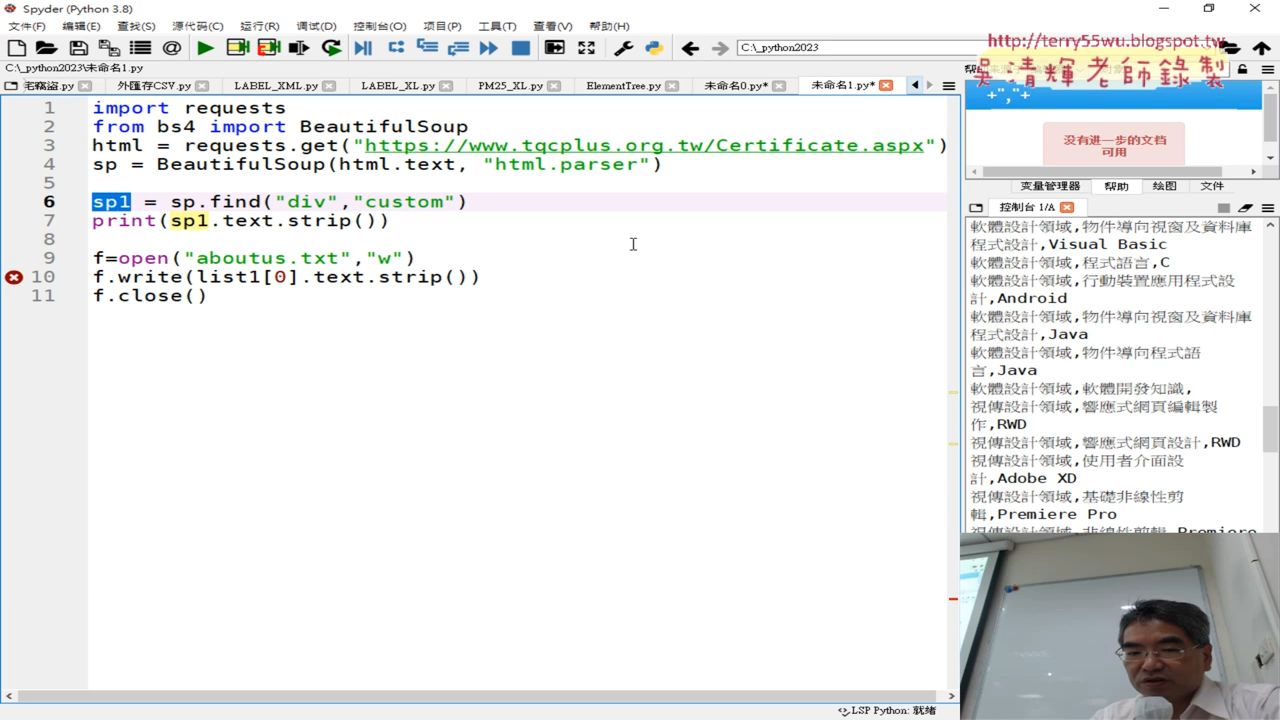 Spyder (Python 3.8)
文件(F) 编辑(E) 查找(S) 源代码(C) 运行(R) 调试(D) 控制台(O) 项目(P) 工具(T) 查看(V) 帮助(H)
C:\_python2023
http://terry55wu.blogspot.tw
吳清輝老師錄製
C:\_python2023\未命名1.py
外匯存CSV.py
LABEL_XML.py
LABEL_XL.py
PM25_XL.py
ElementTree.py
未命名0.py*
未命名1.py*
1 import requests
2 from bs4 import BeautifulSoup
3 html = requests.get("https://www.tqcplus.org.tw/Certificate.aspx")
4 sp = BeautifulSoup(html.text, "html.parser")
5
6 sp1 = sp.find("div","custom")
7 print(sp1.text.strip())
8
9 f=open("aboutus.txt","w")
10 f.write(list1[0].text.strip())
11 f.close()
+","+
没有进一步的文档
可用
变量管理器 帮助 绘图 文件
控制台 1/A
軟體設計領域,物件導向視窗及資料庫
程式設計,Visual Basic
軟體設計領域,程式語言,C
軟體設計領域,行動裝置應用程式設
計,Android
軟體設計領域,物件導向視窗及資料庫
程式設計,Java
軟體設計領域,物件導向程式語
言,Java
軟體設計領域,軟體開發知識,
視傳設計領域,響應式網頁編輯製
作,RWD
視傳設計領域,響應式網頁設計,RWD
視傳設計領域,使用者介面設
計,Adobe XD
視傳設計領域,基礎非線性剪
輯,Premiere Pro
視傳設計領域,非線性剪輯,Premiere
LSP Python: 就绪